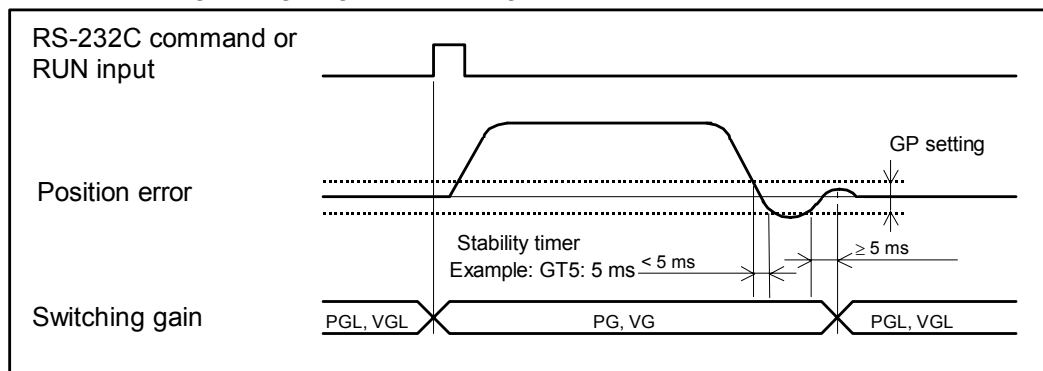 RS-232C command or
RUN input
GP setting
Position error
Stability timer
Example: GT5: 5 ms
< 5 ms
≥ 5 ms
Switching gain
PGL, VGL
PG, VG
PGL, VGL